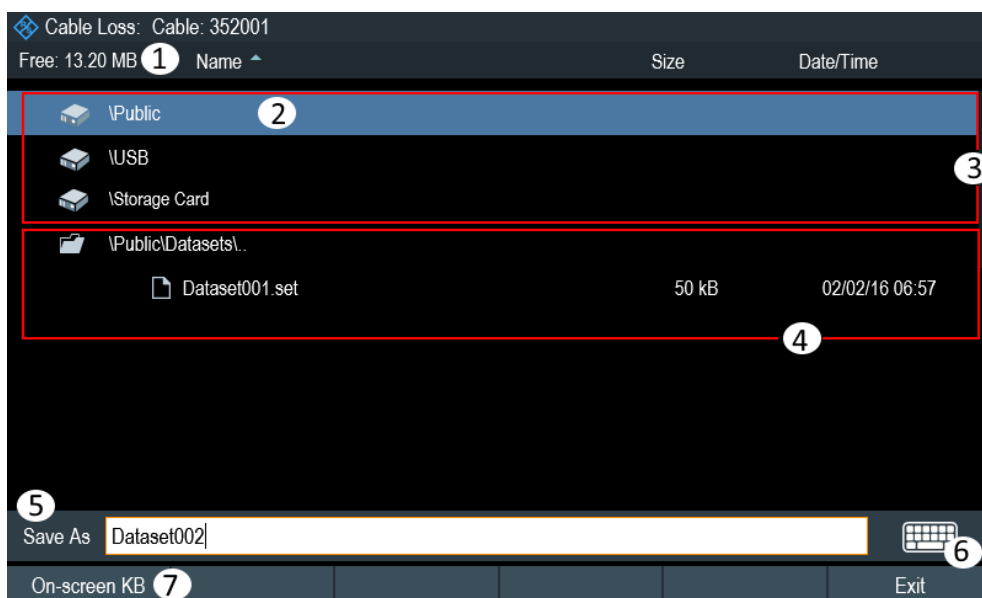 Cable Loss: Cable: 352001
Free: 13.20 MB 1 Name Size Date/Time
\Public 2
\USB
3
\Storage Card
\Public\Datasets\..
Dataset001.set 50 kB 02/02/16 06:57
4
5
Save As Dataset002
6
On-screen KB 7 Exit